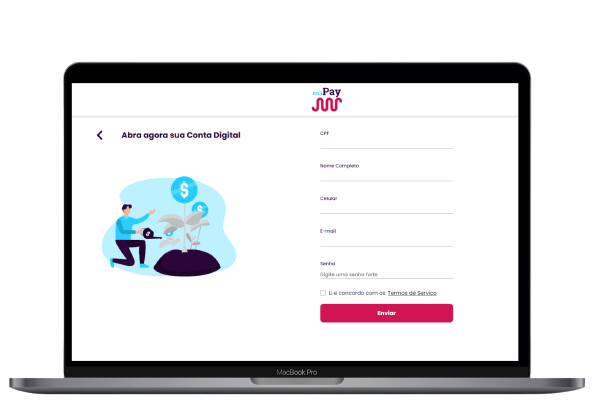 Pay
Abra agora sua Conta Digital
CPF
Nome Completo
Celular
E-mail
Senha
Digite uma senha forte
Li e concordo com os Termos de Servico
Enviar
MacBook Pro